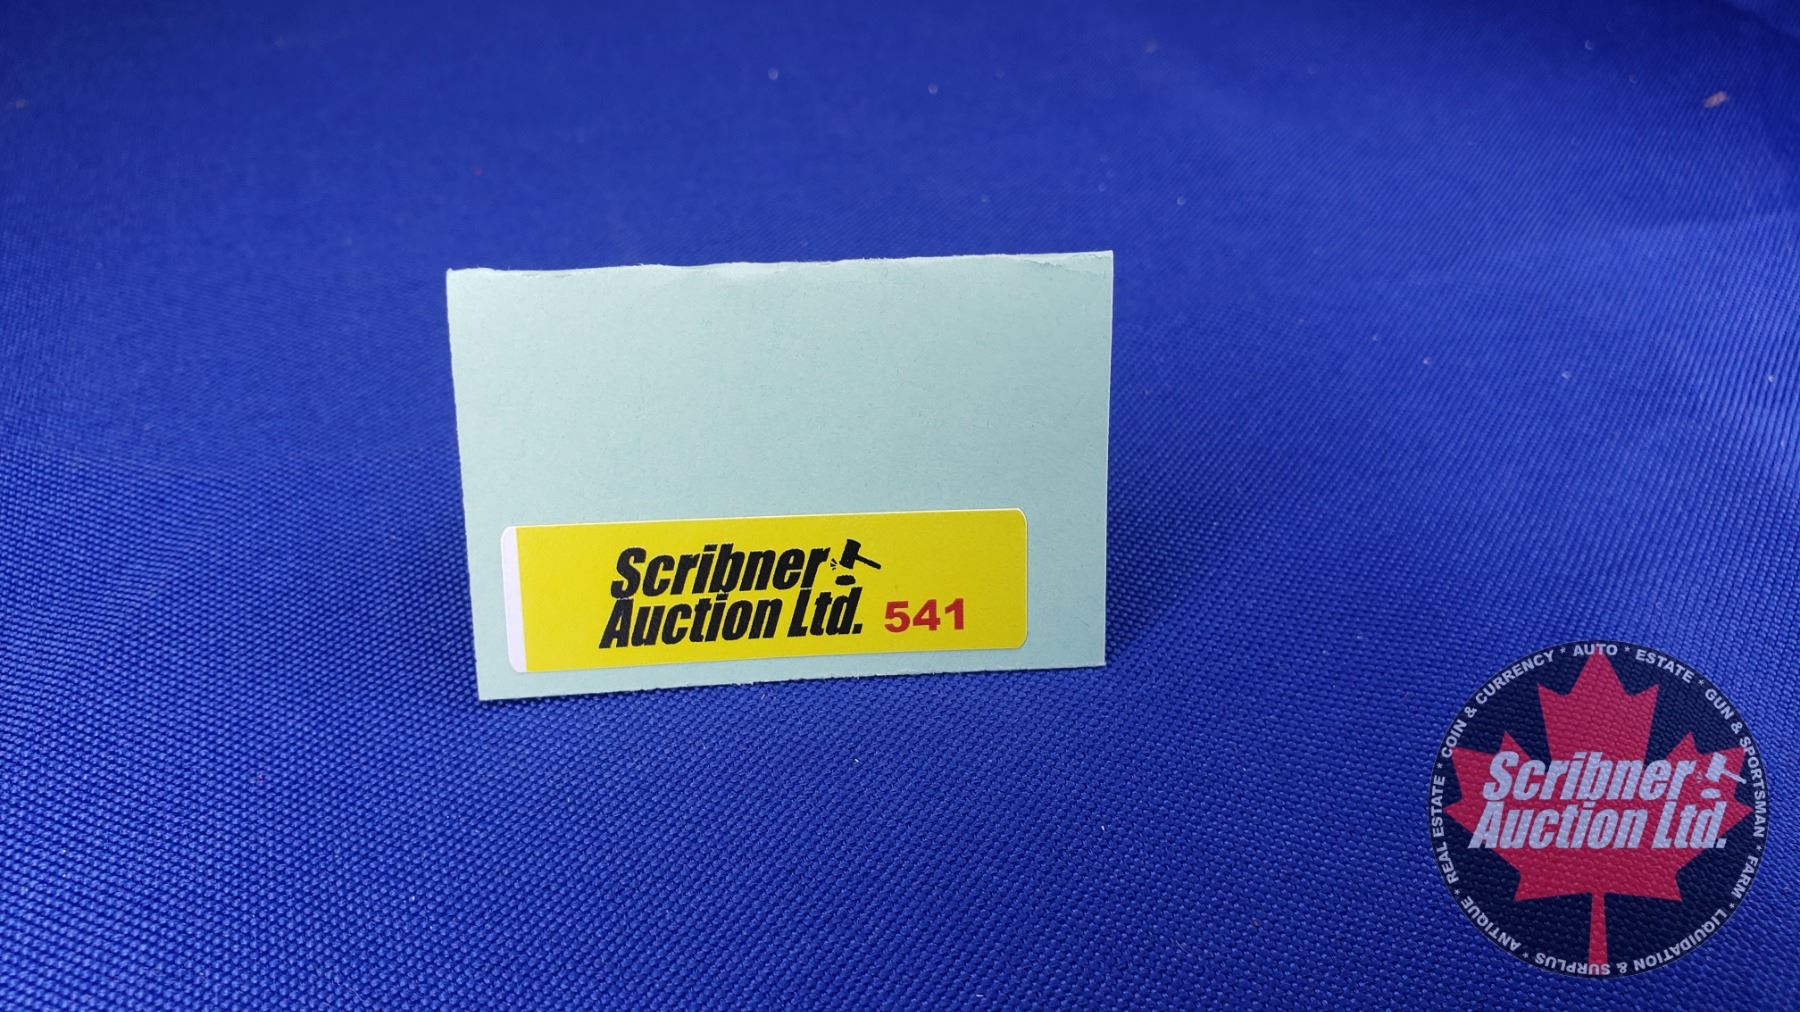 Scribner
Auction Ltd. 541
REAL ESTATE * COIN & CURRENCY * AUTO * ESTATE * GUN & SPORTSMAN * FARM * LIQUIDATION & SURPLUS * ANTIQUE *
Scribner
Auction Ltd.